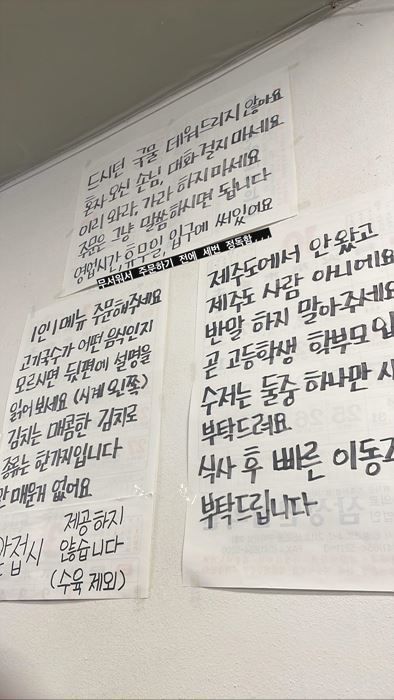 드시던 국물 데워드리지 않아요
혼자 오신 손님, 대화 걸지 마세요
이리 와라, 가라 하지 마세요
주문은 그냥 말씀하시면 됩니다
영업시간, 휴무일, 입구에 써있어요
무서워서 주문하기 전에 세번 정독함...
1인 1메뉴 주문해주세요
고기국수가 어떤 음식인지
모르시면 뒷편에 설명을
읽어보세요 (시계 왼쪽)
김치는 매콤한 김치로
종류는 한가지입니다
안 매운거 없어요
앞접시 제공하지
않습니다
(수육 제외)
제주도에서 안 왔고
제주도 사람 아니에요
반말 하지 말아주세요
곧 고등학생 학부모입
수저는 둘중 하나만 사
부탁드려요
식사 후 빠른 이동
부탁드립니다